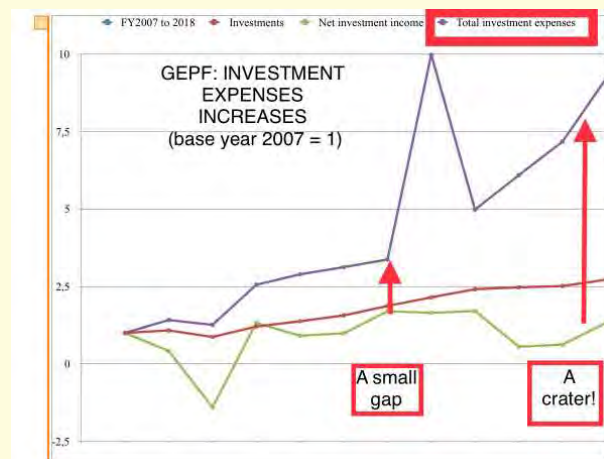 FY2007 to 2018 Investments Net investment income Total investment expenses
10
GEPF: INVESTMENT
EXPENSES
INCREASES
(base year 2007 = 1)
7,5
5
2,5
0
A small
gap
A
crater!
-2,5